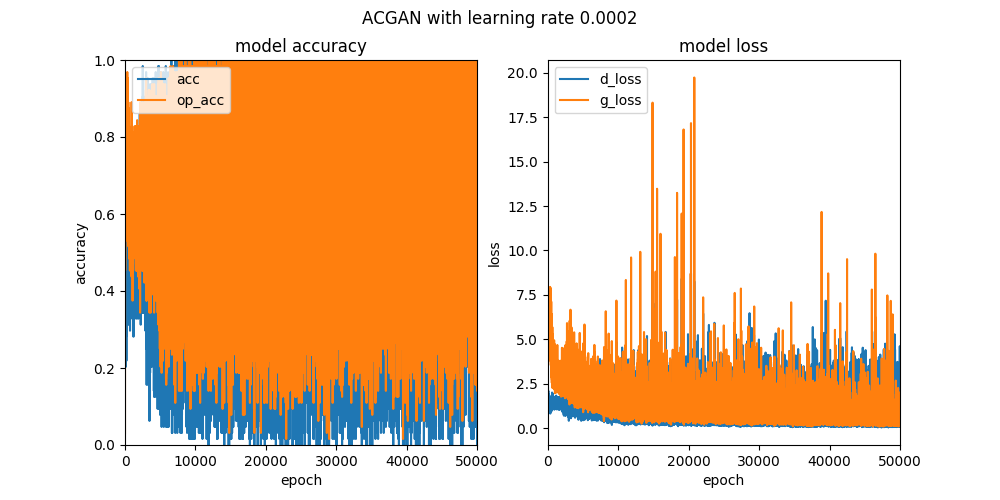 ACGAN with learning rate 0.0002
model accuracy
acc
op_acc
1.0
0.8
0.6
0.4
0.2
0.0
accuracy
0
10000
20000
30000
40000
50000
epoch
model loss
d_loss
g_loss
20.0
17.5
15.0
12.5
10.0
7.5
5.0
2.5
0.0
loss
0
10000
20000
30000
40000
50000
epoch